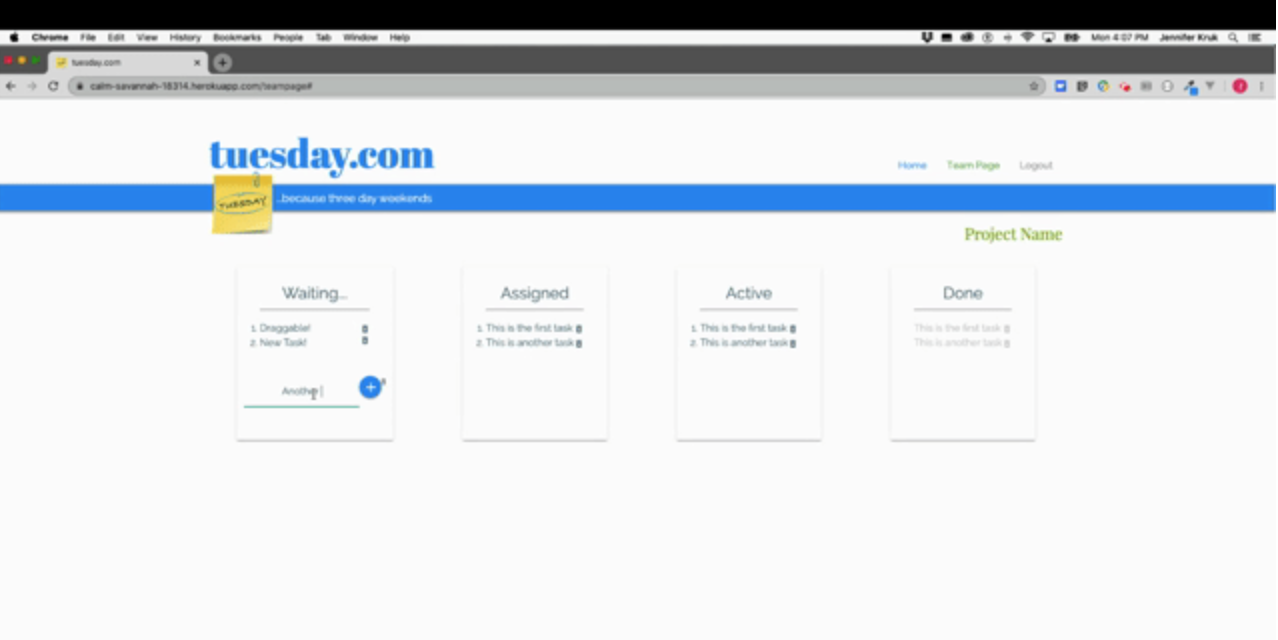 Chrome File Edit View History Bookmarks People Tab Window Help Mon 4:07 PM Jennifer Kruk
tuesday.com
calm-savannah-18314.herokuapp.com/teampage#
tuesday.com
Home Team Page Logout
TUESDAY
...because three day weekends
Project Name
Waiting...
1. Draggable!
2. New Task!
Another
Assigned
1. This is the first task
2. This is another task
Active
1. This is the first task
2. This is another task
Done
This is the first task
This is another task